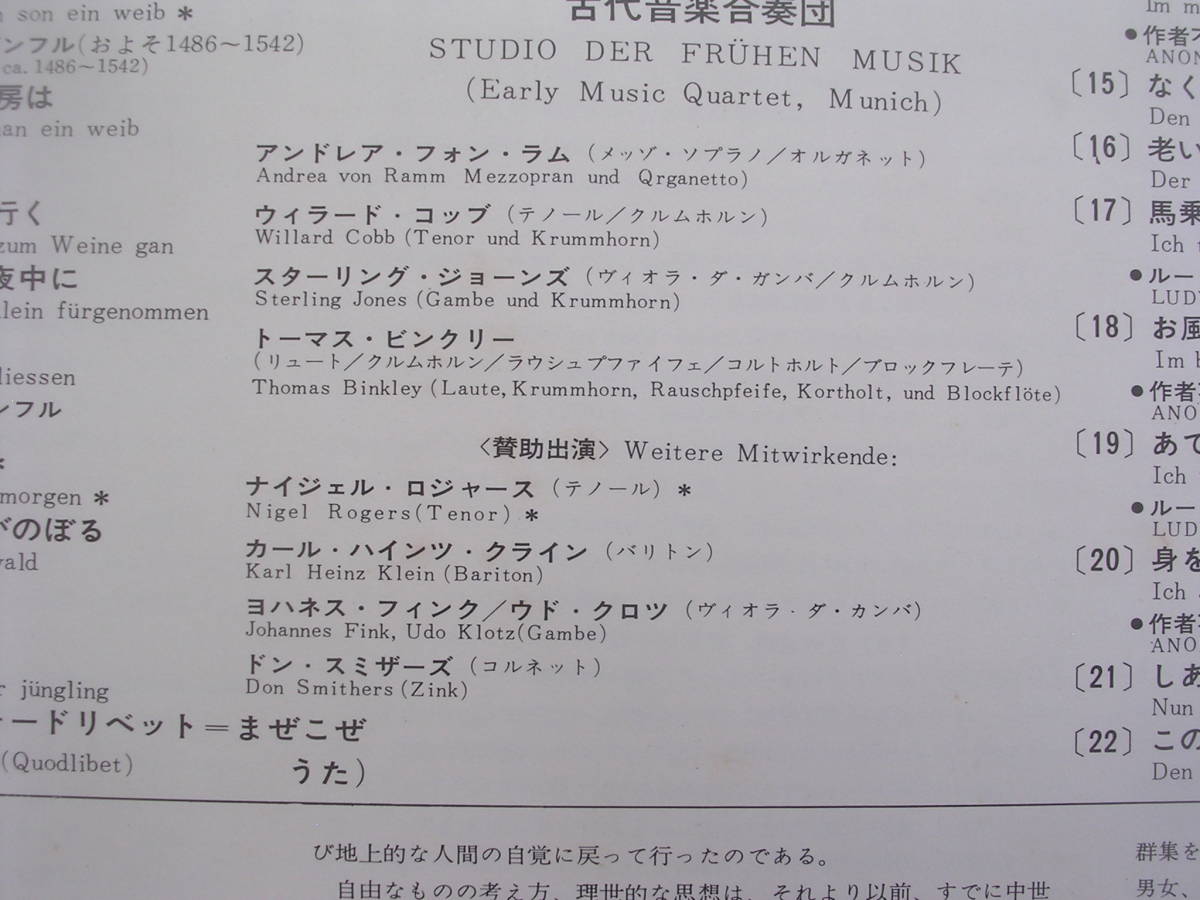 son ein weib *
ンフル(およそ1486〜1542)
ca. 1486〜1542)
房は
an ein weib
行く
zum Weine gan
夜中に
lein fürgenommen
liessen
ンフル
*
morgen *
びのぼる
wald
r jüngling
ードリベット＝まぜこぜ
(Quodlibet)
うた)
古代音楽合奏団
STUDIO DER FRÜHEN MUSIK
(Early Music Quartet, Munich)
アンドレア・フォン・ラム (メッゾ・ソプラノ／オルガネット)
Andrea von Ramm Mezzopran und Qrganetto)
ウィラード・コッブ (テノール／クルムホルン)
Willard Cobb (Tenor und Krummhorn)
スターリング・ジョーンズ (ヴィオラ・ダ・ガンバ／クルムホルン)
Sterling Jones (Gambe und Krummhorn)
トーマス・ビンクリー
(リュート／クルムホルン／ラウシュプファイフェ／コルトホルト／ブロックフレーテ)
Thomas Binkley (Laute, Krummhorn, Rauschpfeife, Kortholt, und Blockflöte)
〈賛助出演〉 Weitere Mitwirkende:
ナイジェル・ロジャース (テノール) *
Nigel Rogers(Tenor) *
カール・ハインツ・クライン (バリトン)
Karl Heinz Klein (Bariton)
ヨハネス・フィンク／ウド・クロツ (ヴィオラ・ダ・カンバ)
Johannes Fink, Udo Klotz(Gambe)
ドン・スミザーズ (コルネット)
Don Smithers (Zink)
Im m
●作者不
ANON
〔15〕なく
Den
〔16〕老い
Der
〔17〕馬乗
Ich
●ルー
LUD
〔18〕お風
Im b
●作者
ANO
〔19〕あて
Ich
●ルー
LUD
〔20〕身を
Ich
●作者
ANO
〔21〕しあ
Nun
〔22〕この
Den
び地上的な人間の自覚に戻って行ったのである。
自由なものの考え方、理世的な思想は、それより以前、すでに中世
群集を
男女、